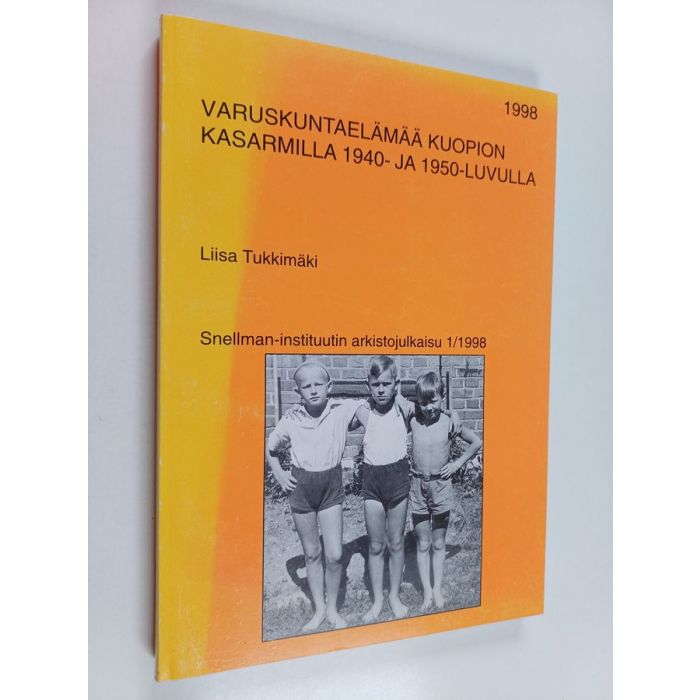 1998
VARUSKUNTAELÄMÄÄ KUOPION
KASARMILLA 1940- JA 1950-LUVULLA
Liisa Tukkimäki
Snellman-instituutin arkistojulkaisu 1/1998